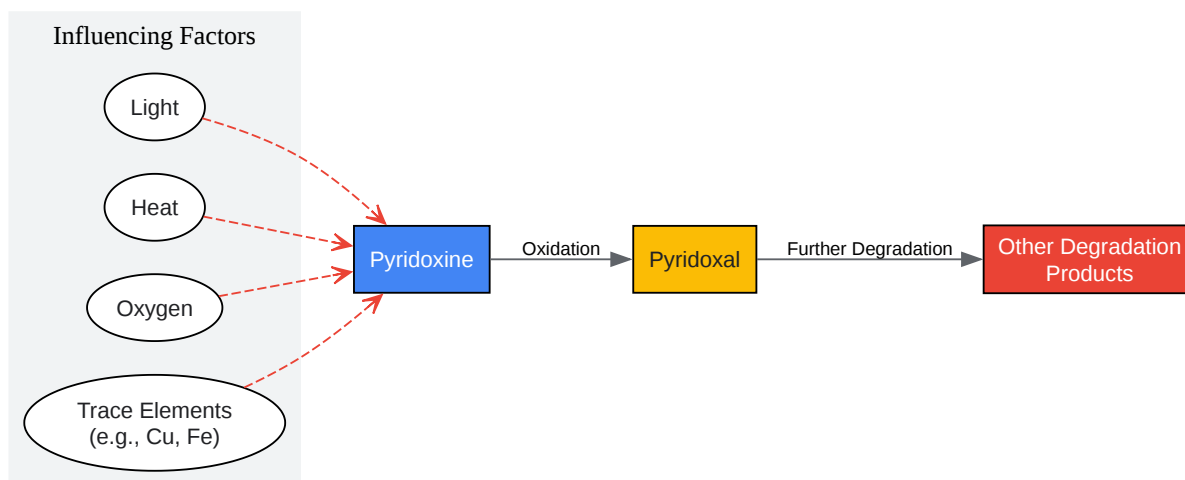 Influencing Factors
Light
Heat
Oxygen
Trace Elements
(e.g., Cu, Fe)
Pyridoxine
Oxidation
Pyridoxal
Further Degradation
Other Degradation
Products